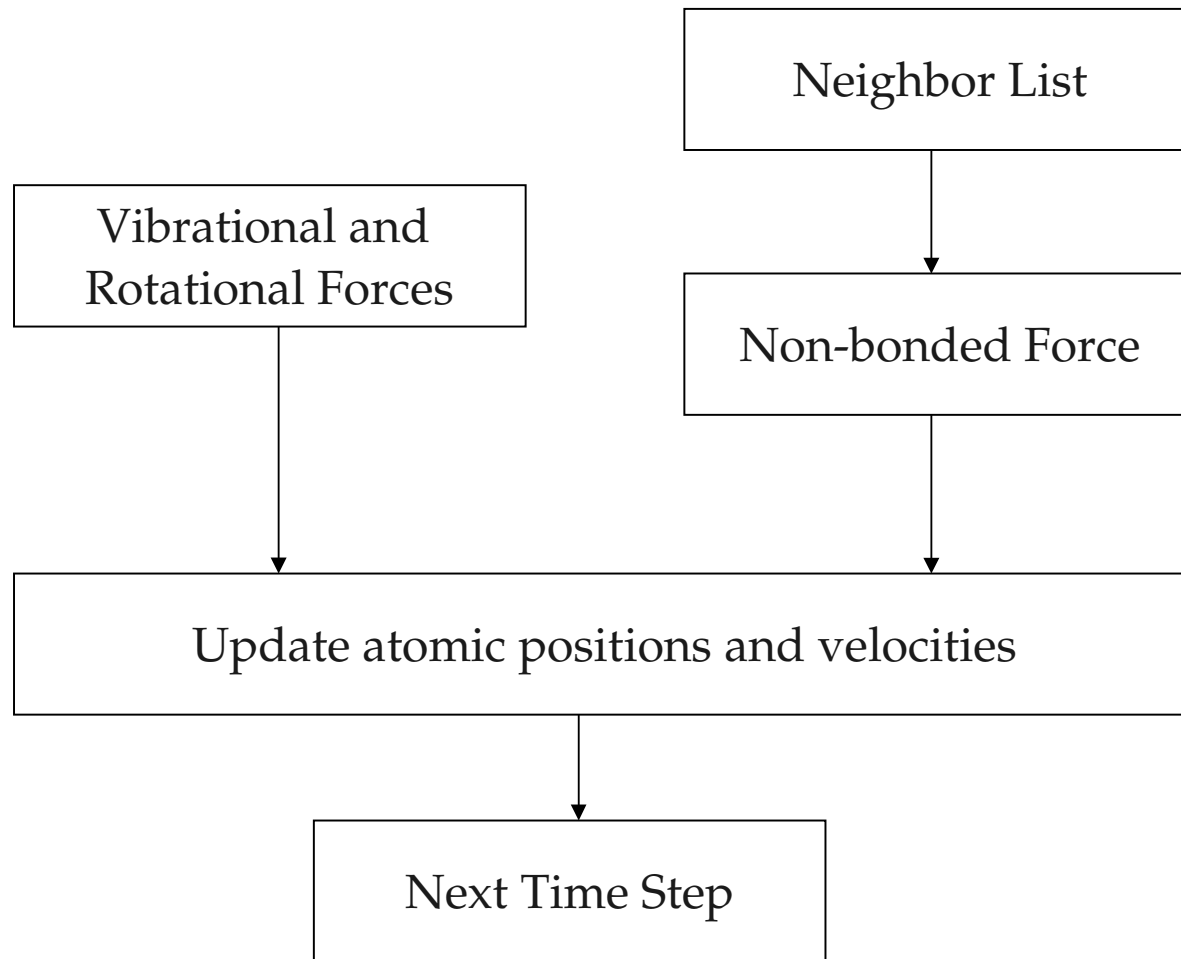 Neighbor List
Vibrational and
Rotational Forces
Non-bonded Force
Update atomic positions and velocities
Next Time Step